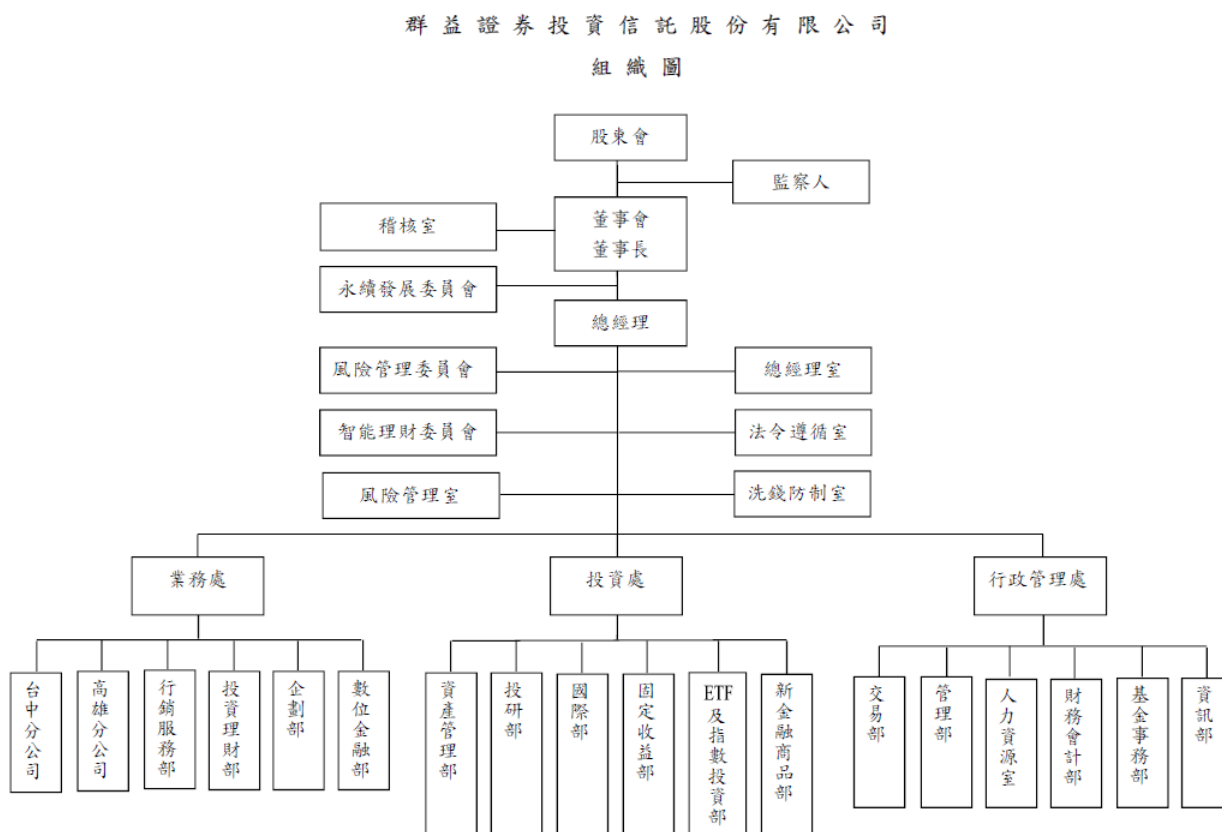 群益證券投資信託股份有限公司
組織圖
股東會
監察人
董事會
董事長
稽核室
永續發展委員會
總經理
風險管理委員會
總經理室
智能理財委員會
法令遵循室
風險管理室
洗錢防制室
業務處
投資處
行政管理處
台中分公司
高雄分公司
行銷服務部
投資理財部
企劃部
數位金融部
資產管理部
投研部
國際部
固定收益部
ETF及指數投資部
新金融商品部
交易部
管理部
人力資源室
財務會計部
基金事務部
資訊部